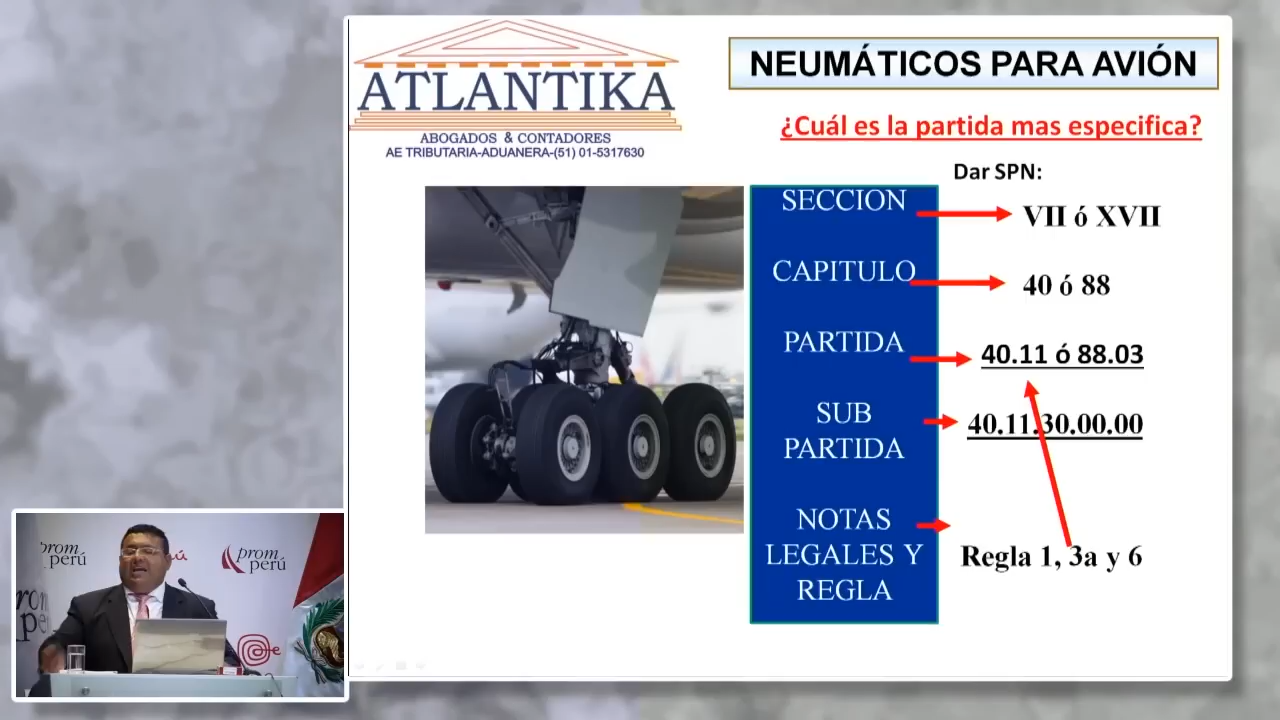 ATLANTIKA
ABOGADOS & CONTADORES
AE TRIBUTARIA-ADUANERA-(51) 01-5317630
NEUMÁTICOS PARA AVIÓN
¿Cuál es la partida mas especifica?
Dar SPN:
SECCION
VII ó XVII
CAPITULO
40 ó 88
PARTIDA
40.11 ó 88.03
SUB
PARTIDA
40.11.30.00.00
NOTAS
LEGALES Y
REGLA
Regla 1, 3a y 6
prom
perú
prom
perú